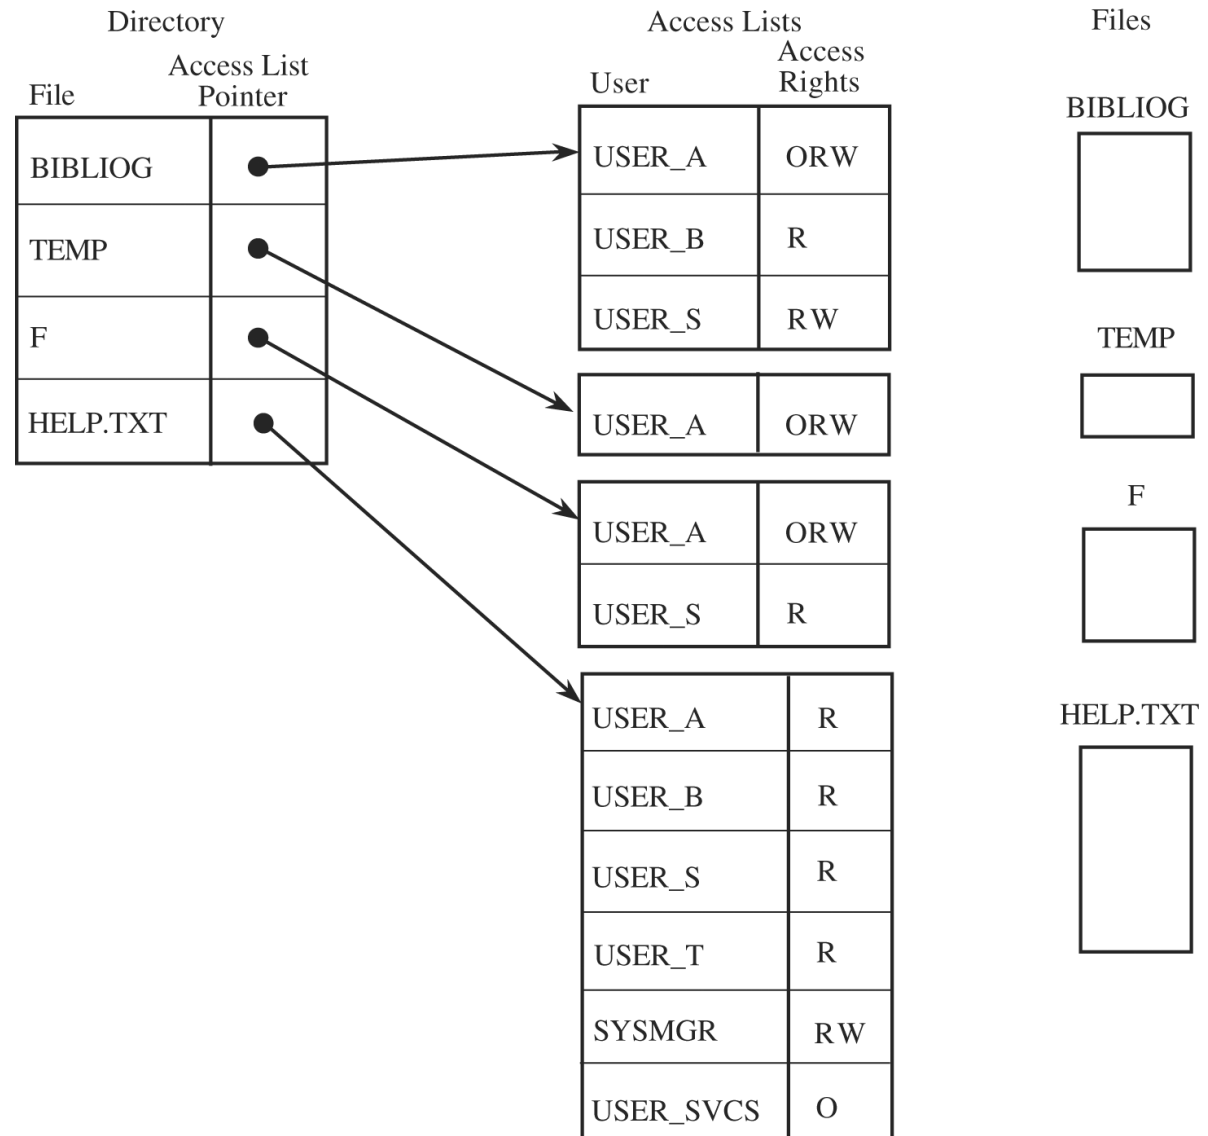 Directory
Access Lists
Files
File
Access List
Pointer
User
Access
Rights
BIBLIOG
TEMP
F
HELP.TXT
USER_A ORW
USER_B R
USER_S RW
USER_A ORW
USER_A ORW
USER_S R
USER_A R
USER_B R
USER_S R
USER_T R
SYSMGR RW
USER_SVCS O
BIBLIOG
TEMP
F
HELP.TXT